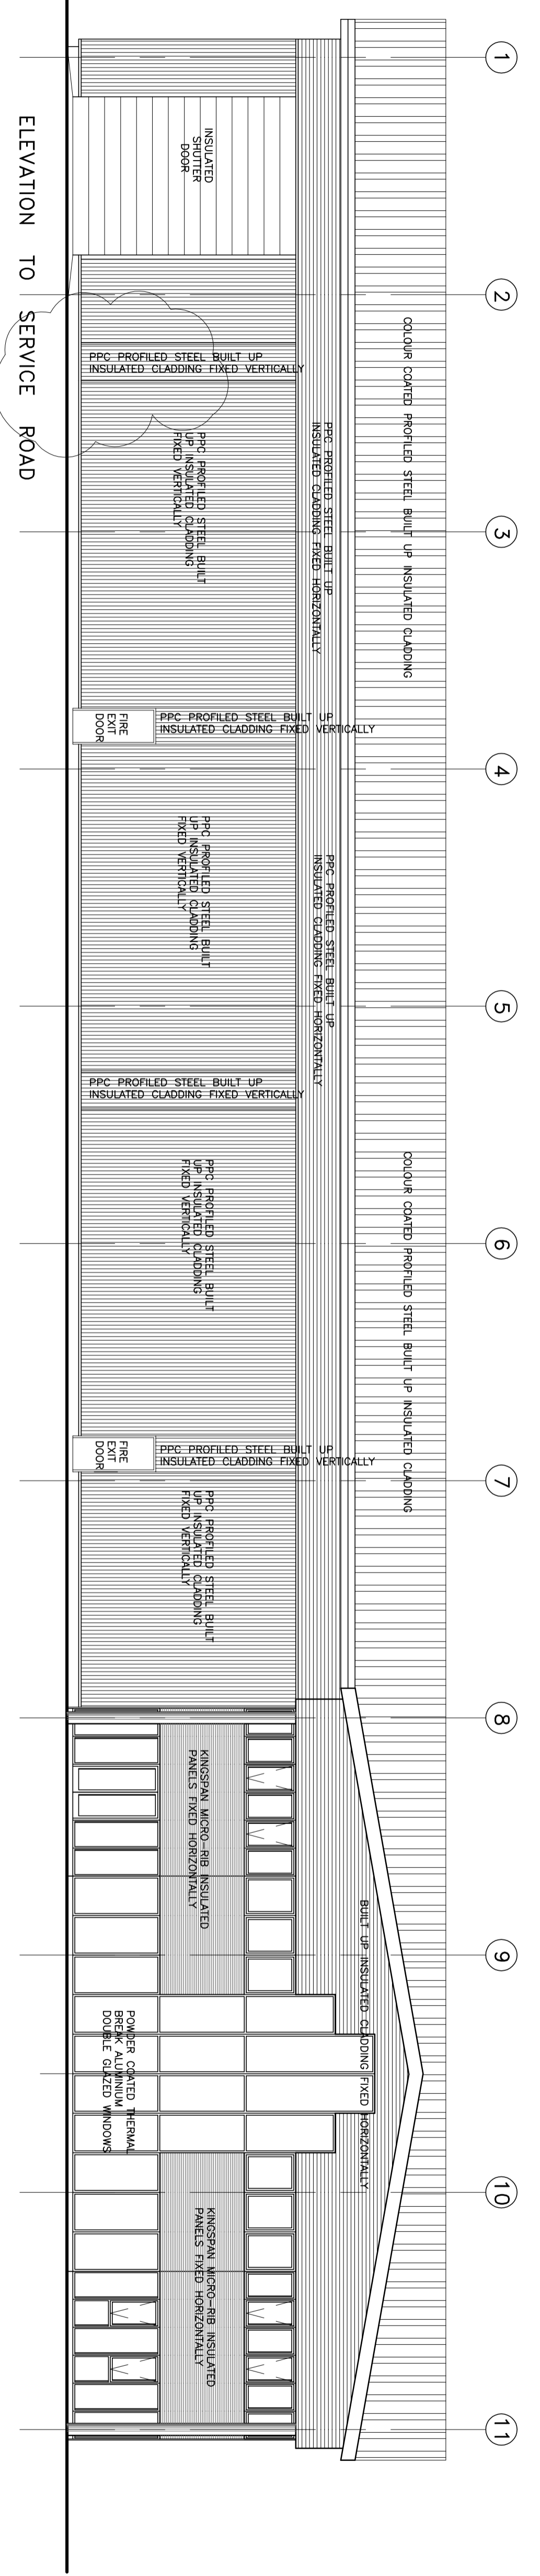 1
2
3
4
5
6
7
8
9
10
11
COLOUR COATED PROFILED STEEL BUILT UP INSULATED CLADDING
COLOUR COATED PROFILED STEEL BUILT UP INSULATED CLADDING
PPC PROFILED STEEL BUILT UP
INSULATED CLADDING FIXED HORIZONTALLY
PPC PROFILED STEEL BUILT UP
INSULATED CLADDING FIXED HORIZONTALLY
BUILT UP INSULATED CLADDING FIXED HORIZONTALLY
INSULATED
SHUTTER
DOOR
PPC PROFILED STEEL BUILT UP
INSULATED CLADDING FIXED VERTICALLY
PPC PROFILED STEEL BUILT
UP INSULATED CLADDING
FIXED VERTICALLY
PPC PROFILED STEEL BUILT UP
INSULATED CLADDING FIXED VERTICALLY
FIRE
EXIT
DOOR
PPC PROFILED STEEL BUILT
UP INSULATED CLADDING
FIXED VERTICALLY
PPC PROFILED STEEL BUILT UP
INSULATED CLADDING FIXED VERTICALLY
PPC PROFILED STEEL BUILT
UP INSULATED CLADDING
FIXED VERTICALLY
PPC PROFILED STEEL BUILT UP
INSULATED CLADDING FIXED VERTICALLY
FIRE
EXIT
DOOR
PPC PROFILED STEEL BUILT
UP INSULATED CLADDING
FIXED VERTICALLY
KINGSPAN MICRO-RIB INSULATED
PANELS FIXED HORIZONTALLY
POWDER COATED THERMAL
BREAK ALUMINIUM
DOUBLE GLAZED WINDOWS
KINGSPAN MICRO-RIB INSULATED
PANELS FIXED HORIZONTALLY
ELEVATION TO SERVICE ROAD